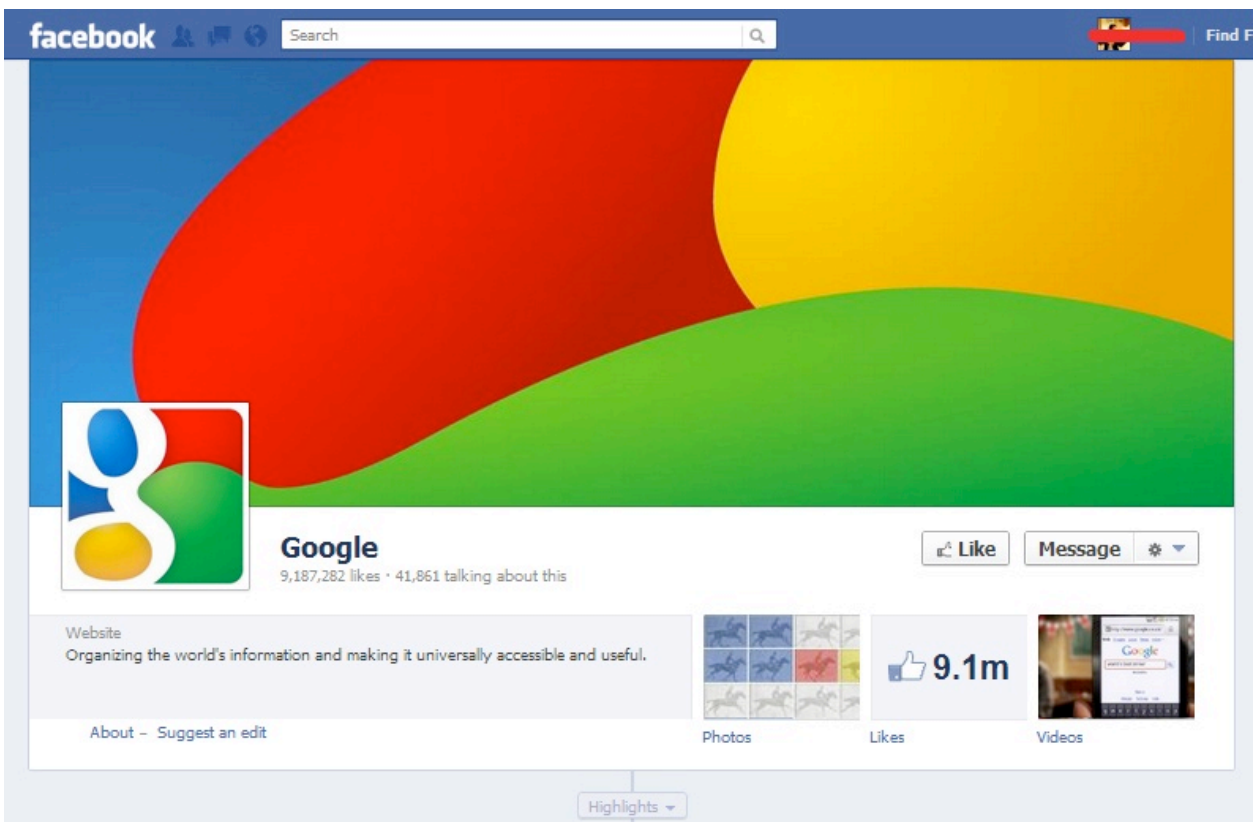 facebook
Search
Find F
Google
9,187,282 likes · 41,861 talking about this
Like
Message
Website
Organizing the world's information and making it universally accessible and useful.
About – Suggest an edit
9.1m
Google
Photos
Likes
Videos
Highlights